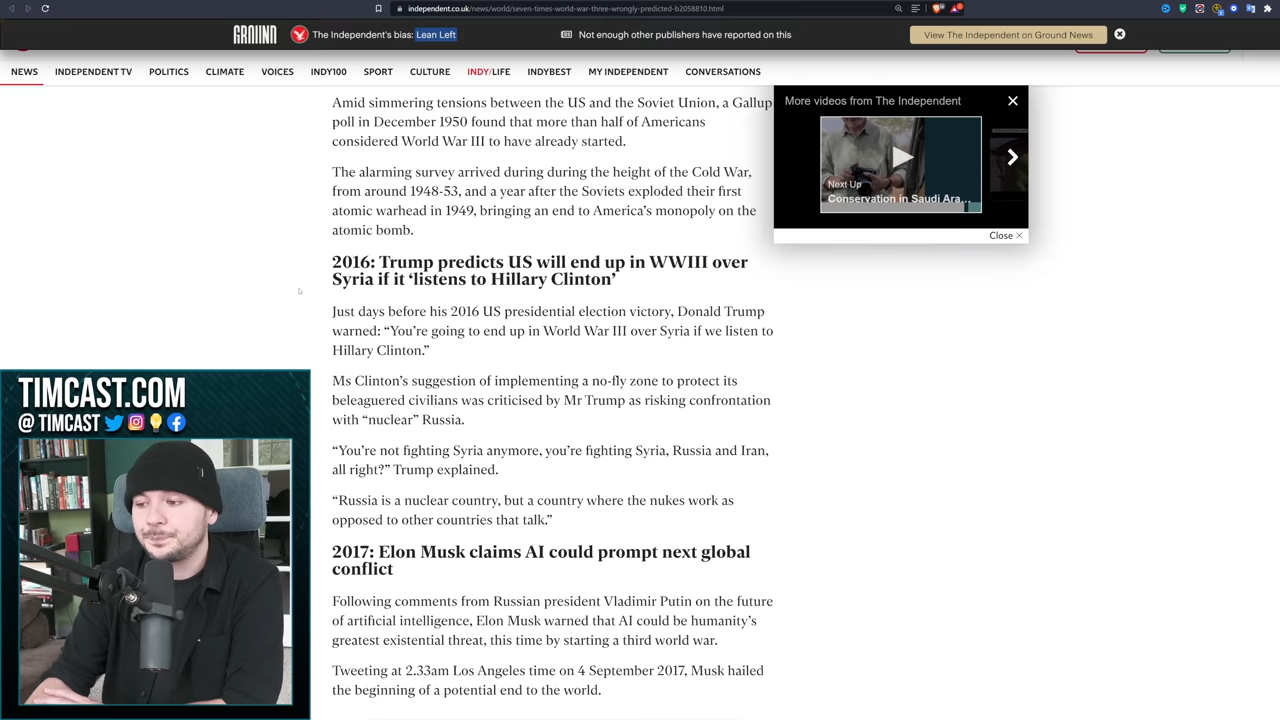 independent.co.uk/news/world/seven-times-world-war-three-wrongly-predicted-b2058810.html
GROUND The Independent's bias: Lean Left Not enough other publishers have reported on this View The Independent on Ground News
NEWS INDEPENDENT TV POLITICS CLIMATE VOICES INDY100 SPORT CULTURE INDY/LIFE INDYBEST MY INDEPENDENT CONVERSATIONS
Amid simmering tensions between the US and the Soviet Union, a Gallup
poll in December 1950 found that more than half of Americans
considered World War III to have already started.
The alarming survey arrived during during the height of the Cold War,
from around 1948-53, and a year after the Soviets exploded their first
atomic warhead in 1949, bringing an end to America's monopoly on the
atomic bomb.
More videos from The Independent
Next Up
Conservation in Saudi Ara...
Close
2016: Trump predicts US will end up in WWIII over
Syria if it ‘listens to Hillary Clinton’
Just days before his 2016 US presidential election victory, Donald Trump
warned: “You’re going to end up in World War III over Syria if we listen to
Hillary Clinton.”
Ms Clinton’s suggestion of implementing a no-fly zone to protect its
beleaguered civilians was criticised by Mr Trump as risking confrontation
with “nuclear” Russia.
“You’re not fighting Syria anymore, you’re fighting Syria, Russia and Iran,
all right?” Trump explained.
“Russia is a nuclear country, but a country where the nukes work as
opposed to other countries that talk.”
2017: Elon Musk claims AI could prompt next global
conflict
Following comments from Russian president Vladimir Putin on the future
of artificial intelligence, Elon Musk warned that AI could be humanity’s
greatest existential threat, this time by starting a third world war.
Tweeting at 2.33am Los Angeles time on 4 September 2017, Musk hailed
the beginning of a potential end to the world.
TIMCAST.COM
@ TIMCAST